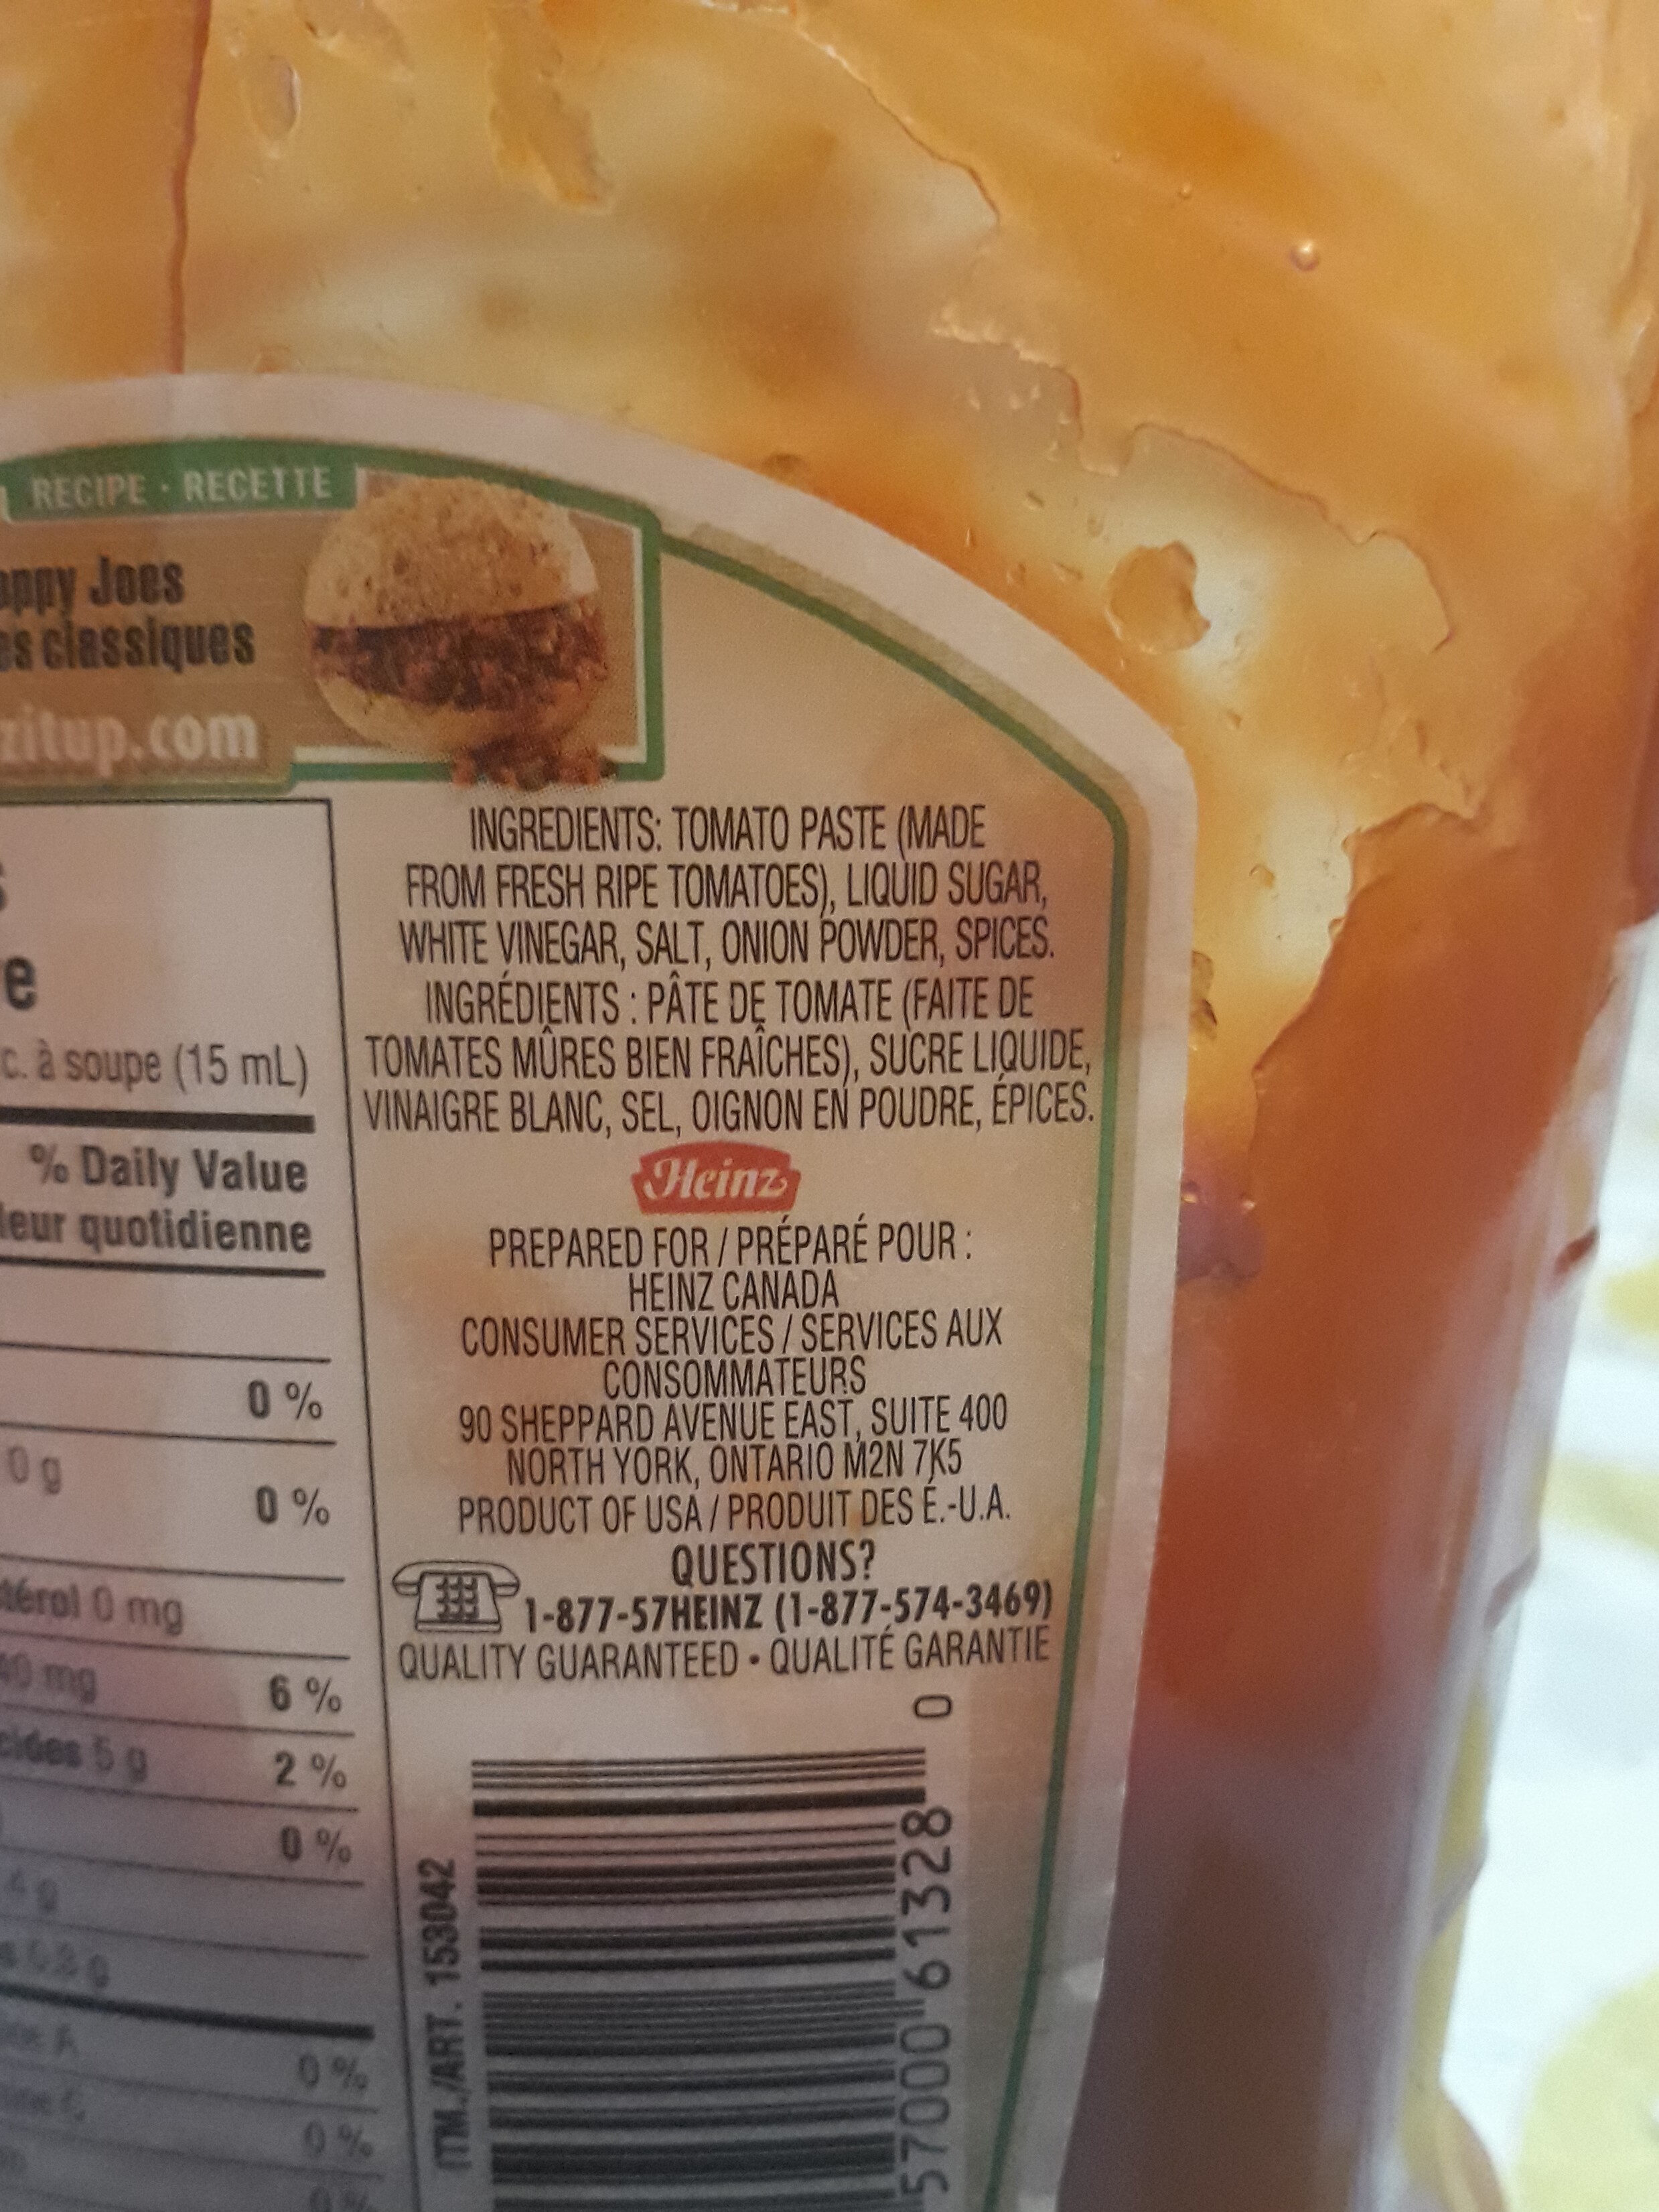 RECIPE · RECETTE
Joes
classiques
zitup.com
c. à soupe (15 mL)
% Daily Value
quotidienne
0 %
0 g
0 %
0 mg
mg
6 %
5 g
2 %
0 %
0 %
0 %
INGREDIENTS: TOMATO PASTE (MADE
FROM FRESH RIPE TOMATOES), LIQUID SUGAR,
WHITE VINEGAR, SALT, ONION POWDER, SPICES.
INGRÉDIENTS : PÂTE DE TOMATE (FAITE DE
TOMATES MÛRES BIEN FRAÎCHES), SUCRE LIQUIDE,
VINAIGRE BLANC, SEL, OIGNON EN POUDRE, ÉPICES.
Heinz
PREPARED FOR / PRÉPARÉ POUR :
HEINZ CANADA
CONSUMER SERVICES / SERVICES AUX
CONSOMMATEURS
90 SHEPPARD AVENUE EAST, SUITE 400
NORTH YORK, ONTARIO M2N 7K5
PRODUCT OF USA / PRODUIT DES É.-U.A.
QUESTIONS?
1-877-57HEINZ (1-877-574-3469)
QUALITY GUARANTEED • QUALITÉ GARANTIE
ITM./ART. 153042
57000 61328 0